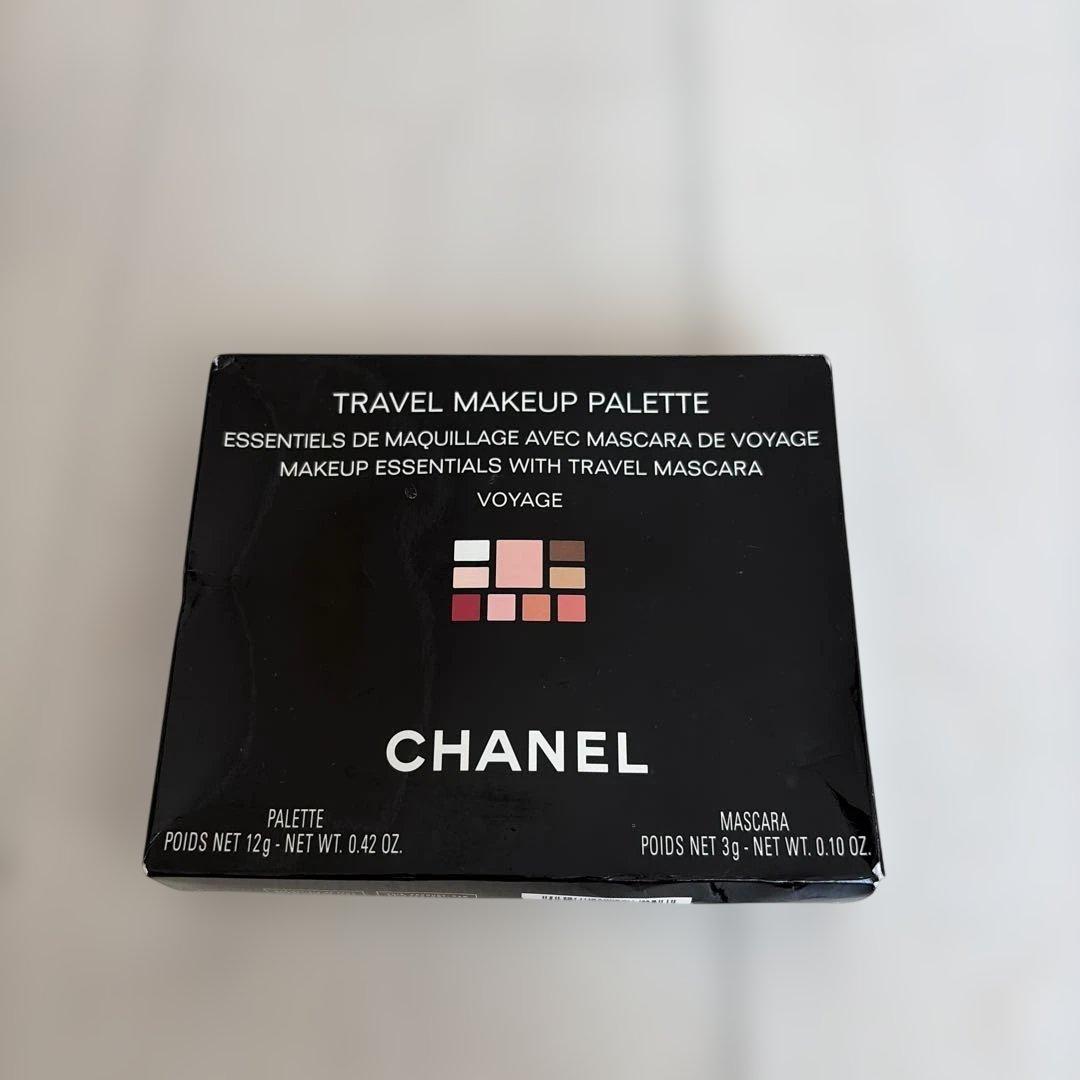 TRAVEL MAKEUP PALETTE
ESSENTIELS DE MAQUILLAGE AVEC MASCARA DE VOYAGE
MAKEUP ESSENTIALS WITH TRAVEL MASCARA
VOYAGE
CHANEL
PALETTE
POIDS NET 12g - NET WT. 0.42 OZ.
MASCARA
POIDS NET 3g - NET WT. 0.10 OZ.